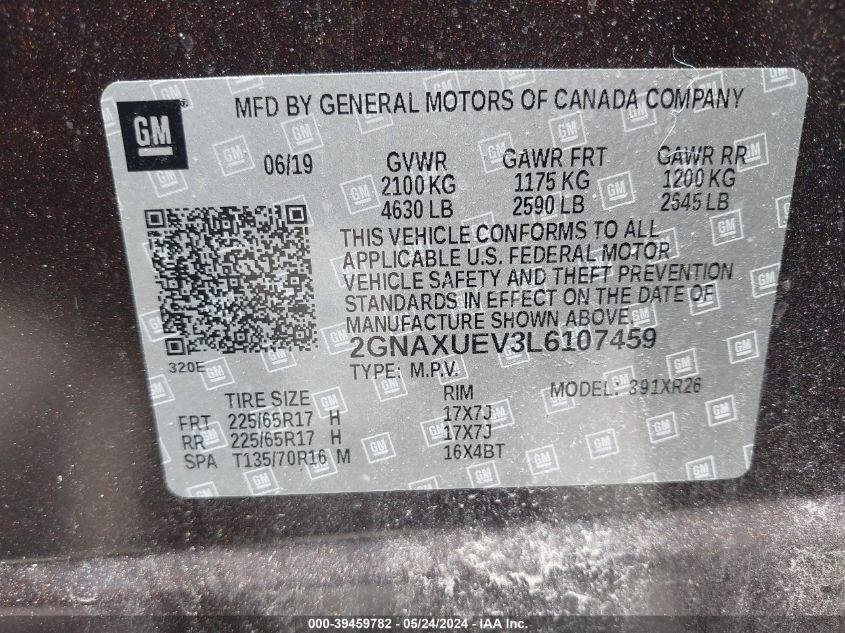 GM ®
MFD BY GENERAL MOTORS OF CANADA COMPANY
06/19 GVWR GAWR FRT GAWR RR
2100 KG 1175 KG 1200 KG
4630 LB 2590 LB 2545 LB
THIS VEHICLE CONFORMS TO ALL
APPLICABLE U.S. FEDERAL MOTOR
VEHICLE SAFETY AND THEFT PREVENTION
STANDARDS IN EFFECT ON THE DATE OF
MANUFACTURE SHOWN ABOVE.
2GNAXUEV3L6107459
320E TYPE: M.P.V.
TIRE SIZE RIM MODEL: 391XR26
FRT 225/65R17 H 17X7J
RR 225/65R17 H 17X7J
SPA T135/70R16 M 16X4BT
000-39459782 - 05/24/2024 - IAAI.COM